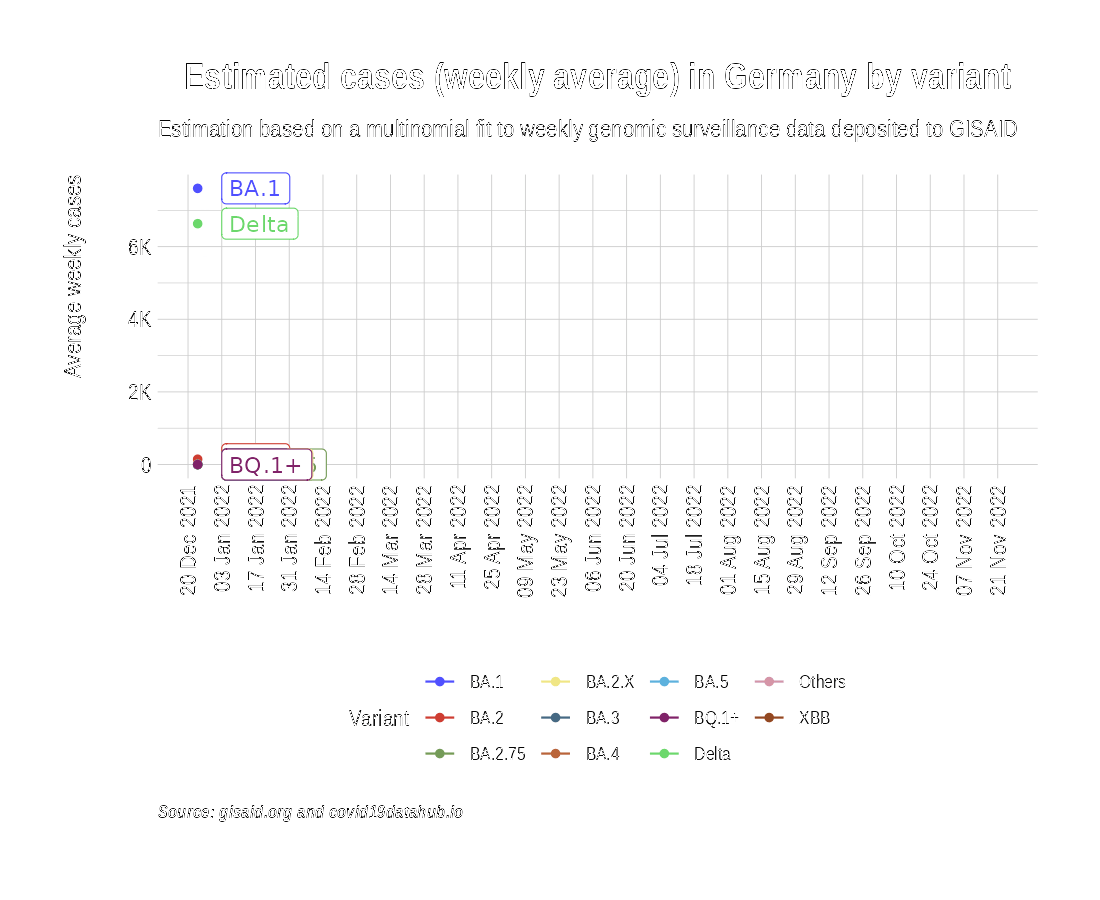 Estimated cases (weekly average) in Germany by variant
Estimation based on a multinomial fit to weekly genomic surveillance data deposited to GISAID
Average weekly cases
BA.1
Delta
6K
4K
2K
0
BQ.1+
20 Dec 2021
03 Jan 2022
17 Jan 2022
31 Jan 2022
14 Feb 2022
28 Feb 2022
14 Mar 2022
28 Mar 2022
11 Apr 2022
25 Apr 2022
09 May 2022
23 May 2022
06 Jun 2022
20 Jun 2022
04 Jul 2022
18 Jul 2022
01 Aug 2022
15 Aug 2022
29 Aug 2022
12 Sep 2022
26 Sep 2022
10 Oct 2022
24 Oct 2022
07 Nov 2022
21 Nov 2022
BA.1 BA.2.X BA.5 Others
Variant BA.2 BA.3 BQ.1+ XBB
BA.2.75 BA.4 Delta
Source: gisaid.org and covid19datahub.io